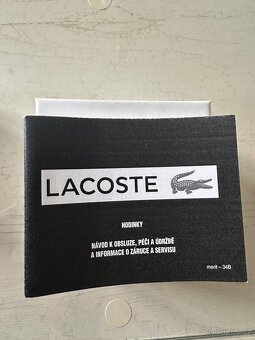 LACOSTE
HODINKY
NÁVOD K OBSLUZE, PÉČI A ÚDRŽBĚ
A INFORMACE O ZÁRUCE A SERVISU
merit – 34B